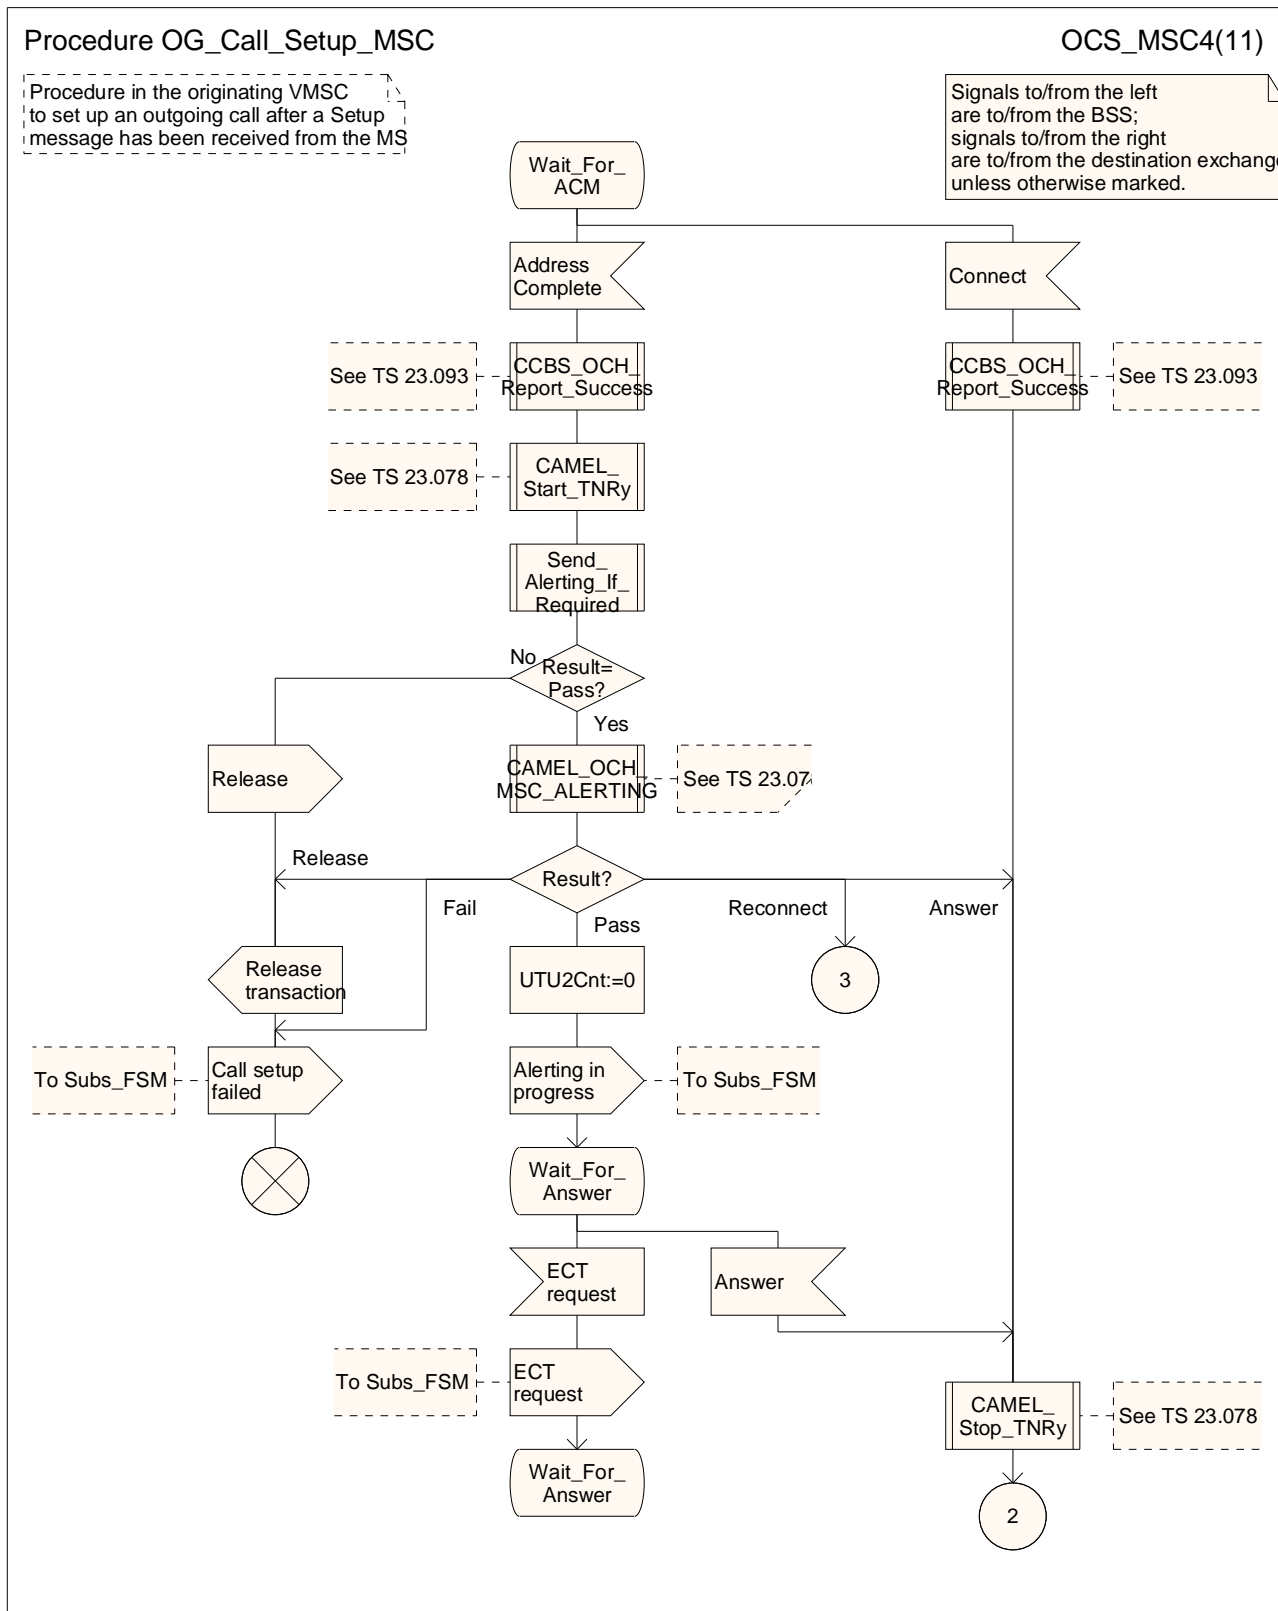 Procedure OG_Call_Setup_MSC
OCS_MSC4(11)
Procedure in the originating VMSC
to set up an outgoing call after a Setup
message has been received from the MS
Signals to/from the left
are to/from the BSS;
signals to/from the right
are to/from the destination exchange
unless otherwise marked.
Wait_For_
ACM
Address
Complete
Connect
See TS 23.093
CCBS_OCH_
Report_Success
CCBS_OCH_
Report_Success
See TS 23.093
See TS 23.078
CAMEL_
Start_TNRy
Send_
Alerting_If_
Required
No
Result=
Pass?
Yes
Release
CAMEL_OCH_
MSC_ALERTING
See TS 23.07
Release
Result?
Fail
Reconnect
Answer
Pass
Release
transaction
UTU2Cnt:=0
3
To Subs_FSM
Call setup
failed
Alerting in
progress
To Subs_FSM
Wait_For_
Answer
ECT
request
Answer
To Subs_FSM
ECT
request
CAMEL_
Stop_TNRy
See TS 23.078
Wait_For_
Answer
2